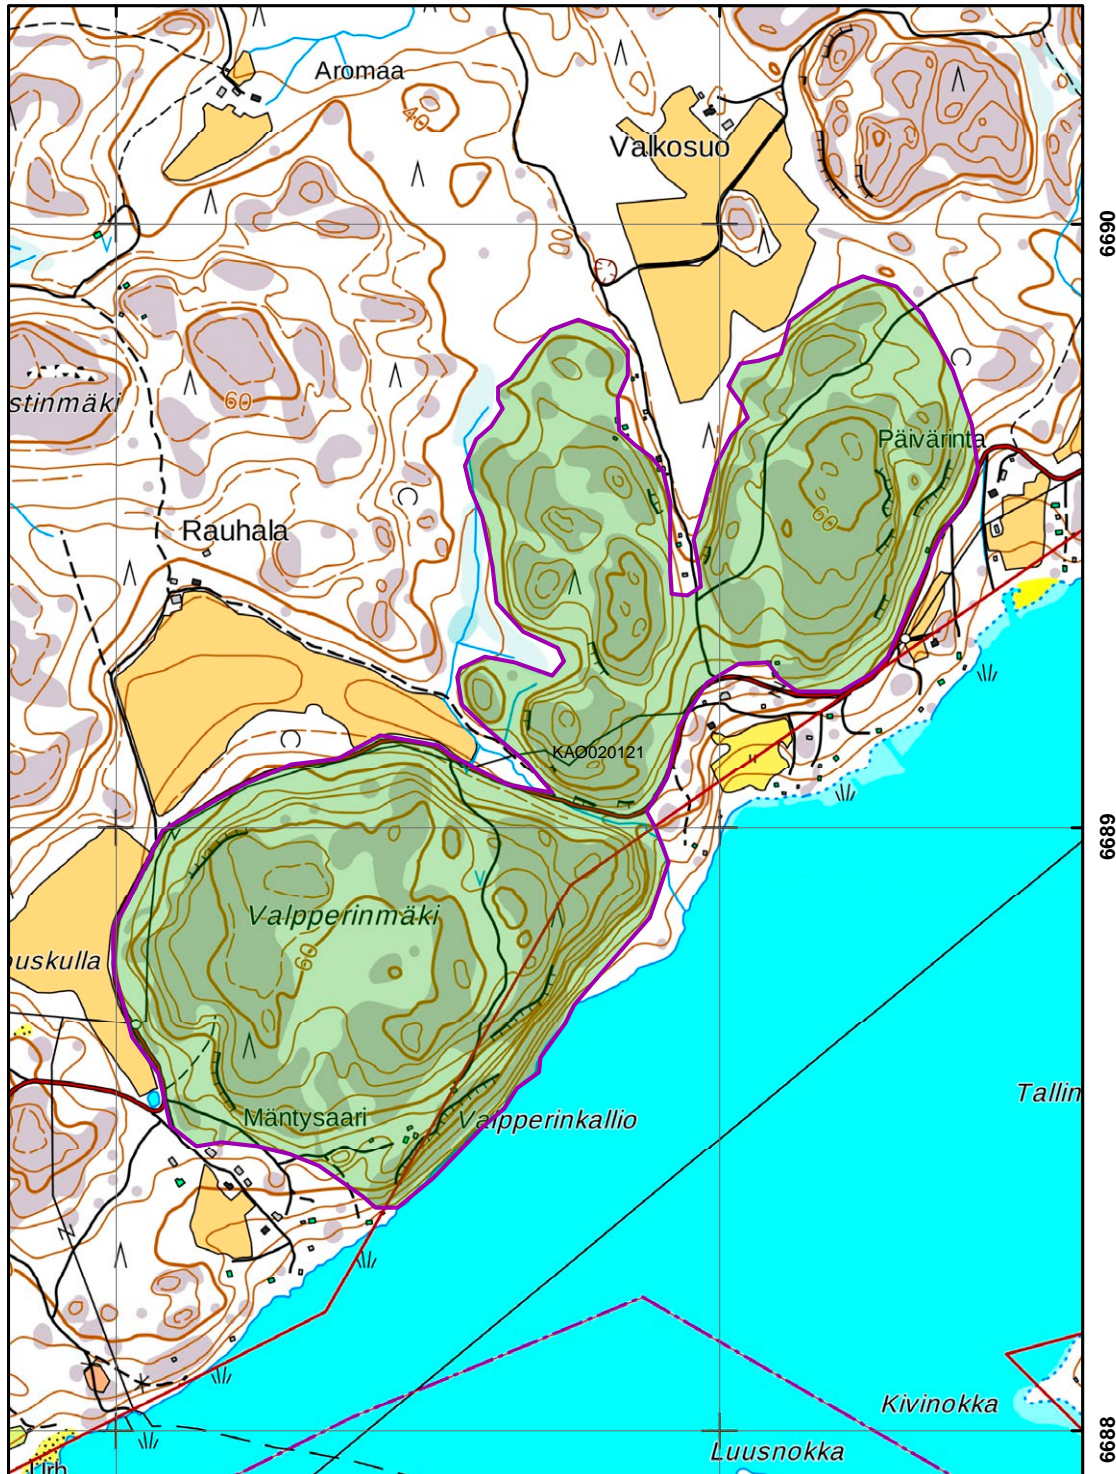 Aromaa
40
Valkosuo
6690
stinmäki
60
Päivärinta
60
Rauhala
KAO020121
6689
Valpperinmäki
60
uskulla
Tallin
Mäntysaari
Valpperinkallio
Kivinokka
6688
Luusnokka